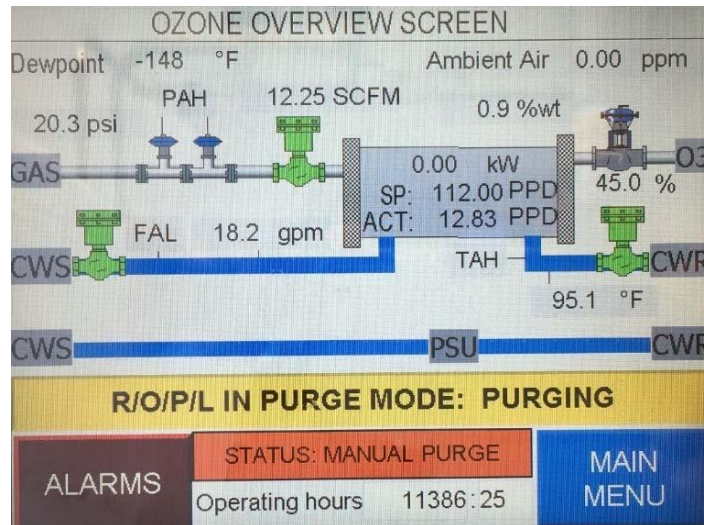 OZONE OVERVIEW SCREEN
Dewpoint -148 °F Ambient Air 0.00 ppm
PAH 12.25 SCFM 0.9 %wt
20.3 psi
GAS 0.00 kW O3
SP: 112.00 PPD 45.0 %
ACT: 12.83 PPD
FAL 18.2 gpm
CWS TAH CWR
95.1 °F
CWS PSU CWR
R/O/P/L IN PURGE MODE: PURGING
STATUS: MANUAL PURGE
ALARMS MAIN MENU
Operating hours 11386:25